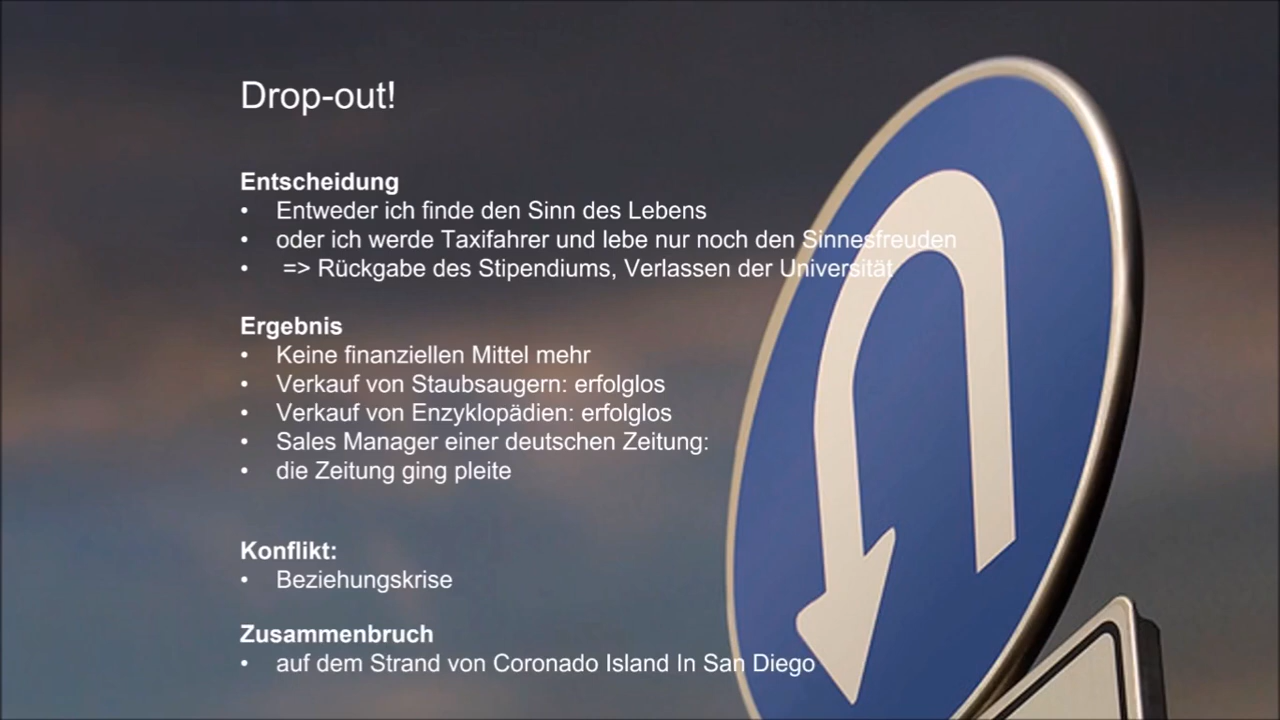 Drop-out!
Entscheidung
• Entweder ich finde den Sinn des Lebens
• oder ich werde Taxifahrer und lebe nur noch den Sinnesfreuden
• => Rückgabe des Stipendiums, Verlassen der Universität
Ergebnis
• Keine finanziellen Mittel mehr
• Verkauf von Staubsaugern: erfolglos
• Verkauf von Enzyklopädien: erfolglos
• Sales Manager einer deutschen Zeitung:
• die Zeitung ging pleite
Konflikt:
• Beziehungskrise
Zusammenbruch
• auf dem Strand von Coronado Island In San Diego